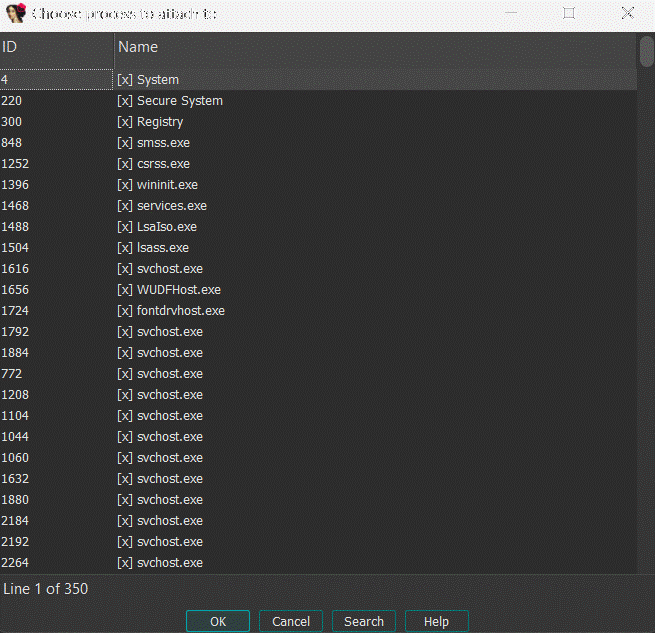 Choose process to attach to
ID Name
4 [x] System
220 [x] Secure System
300 [x] Registry
848 [x] smss.exe
1252 [x] csrss.exe
1396 [x] wininit.exe
1468 [x] services.exe
1488 [x] LsaIso.exe
1504 [x] lsass.exe
1616 [x] svchost.exe
1656 [x] WUDFHost.exe
1724 [x] fontdrvhost.exe
1792 [x] svchost.exe
1884 [x] svchost.exe
772 [x] svchost.exe
1208 [x] svchost.exe
1104 [x] svchost.exe
1044 [x] svchost.exe
1060 [x] svchost.exe
1632 [x] svchost.exe
1880 [x] svchost.exe
2184 [x] svchost.exe
2192 [x] svchost.exe
2264 [x] svchost.exe
Line 1 of 350
OK Cancel Search Help